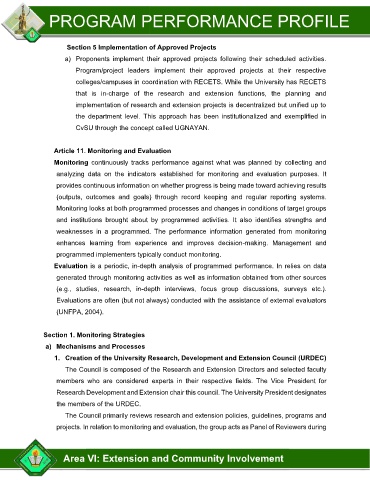 PROGRAM PERFORMANCE PROFILE
Section 5 Implementation of Approved Projects
a) Proponents implement their approved projects following their scheduled activities.
Program/project leaders implement their approved projects at their respective
colleges/campuses in coordination with RECETS. While the University has RECETS
that is in-charge of the research and extension functions, the planning and
implementation of research and extension projects is decentralized but unified up to
the department level. This approach has been institutionalized and exemplified in
CvSU through the concept called UGNAYAN.
Article 11. Monitoring and Evaluation
Monitoring continuously tracks performance against what was planned by collecting and
analyzing data on the indicators established for monitoring and evaluation purposes. It
provides continuous information on whether progress is being made toward achieving results
(outputs, outcomes and goals) through record keeping and regular reporting systems.
Monitoring looks at both programmed processes and changes in conditions of target groups
and institutions brought about by programmed activities. It also identifies strengths and
weaknesses in a programmed. The performance information generated from monitoring
enhances learning from experience and improves decision-making. Management and
programmed implementers typically conduct monitoring.
Evaluation is a periodic, in-depth analysis of programmed performance. In relies on data
generated through monitoring activities as well as information obtained from other sources
(e.g., studies, research, in-depth interviews, focus group discussions, surveys etc.).
Evaluations are often (but not always) conducted with the assistance of external evaluators
(UNFPA, 2004).
Section 1. Monitoring Strategies
a) Mechanisms and Processes
1. Creation of the University Research, Development and Extension Council (URDEC)
The Council is composed of the Research and Extension Directors and selected faculty
members who are considered experts in their respective fields. The Vice President for
Research Development and Extension chair this council. The University President designates
the members of the URDEC.
The Council primarily reviews research and extension policies, guidelines, programs and
projects. In relation to monitoring and evaluation, the group acts as Panel of Reviewers during
Area VI: Extension and Community Involvement